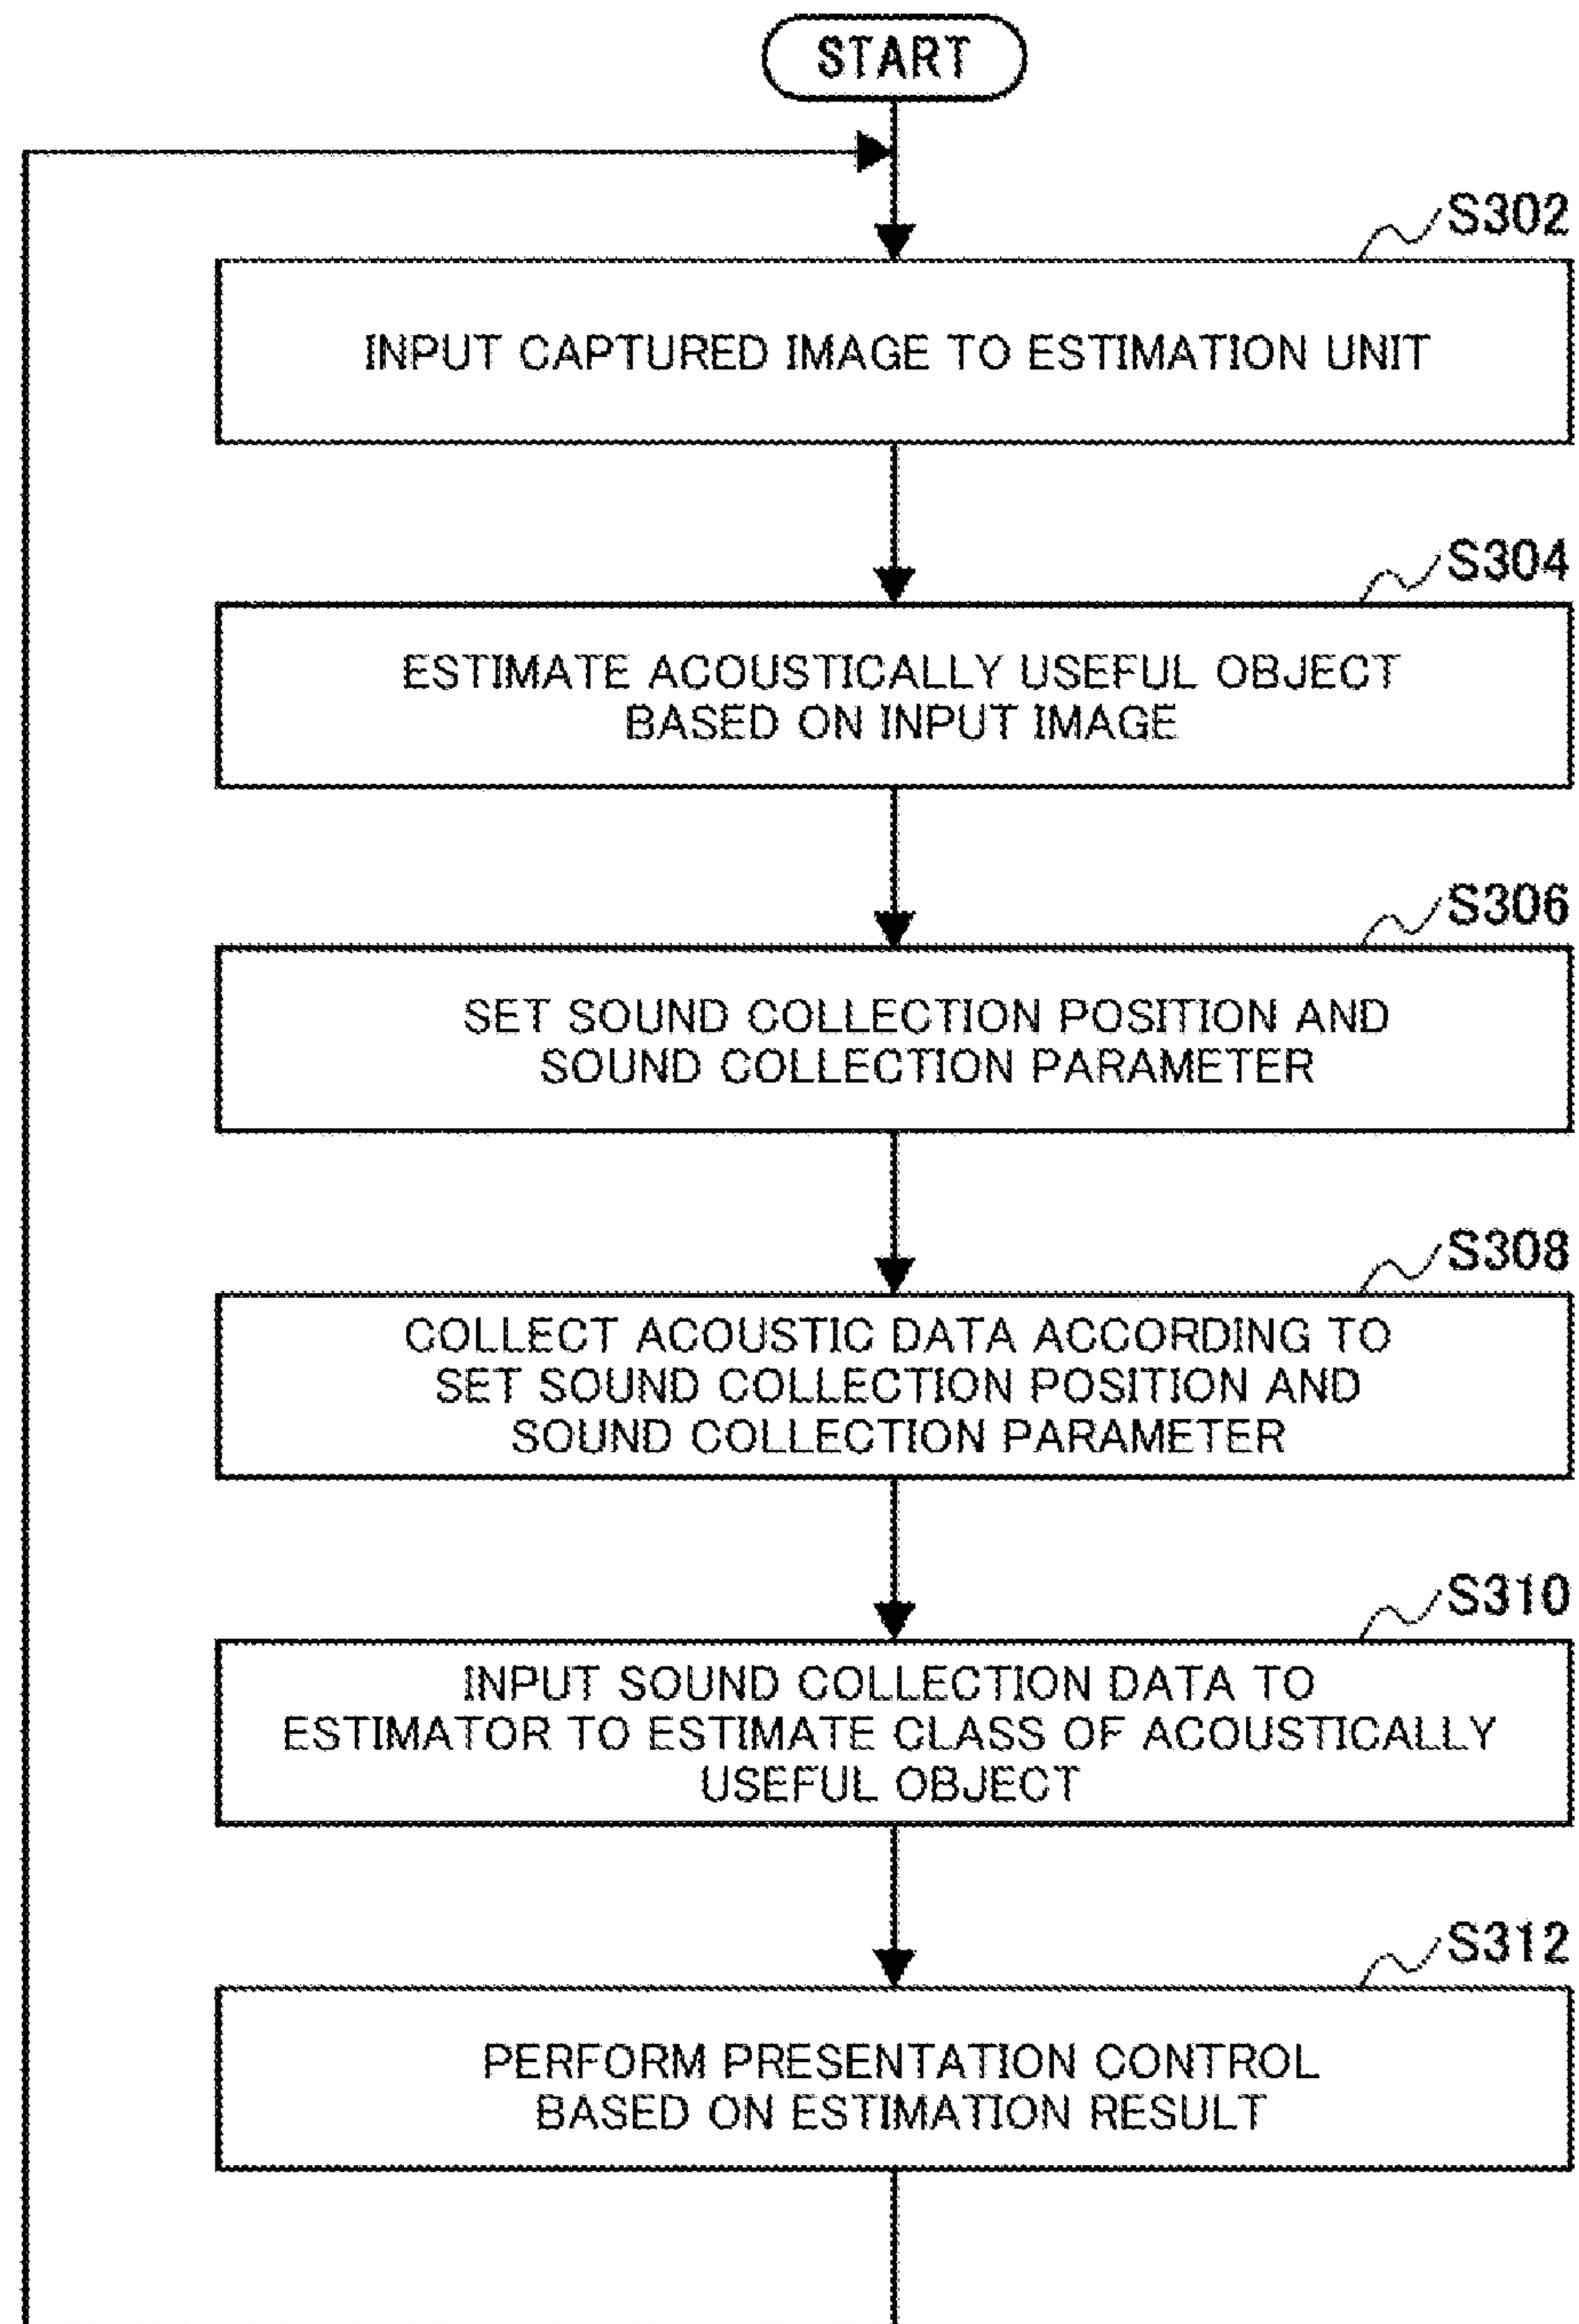 START
S302
INPUT CAPTURED IMAGE TO ESTIMATION UNIT
S304
ESTIMATE ACOUSTICALLY USEFUL OBJECT
BASED ON INPUT IMAGE
S306
SET SOUND COLLECTION POSITION AND
SOUND COLLECTION PARAMETER
S308
COLLECT ACOUSTIC DATA ACCORDING TO
SET SOUND COLLECTION POSITION AND
SOUND COLLECTION PARAMETER
S310
INPUT SOUND COLLECTION DATA TO
ESTIMATOR TO ESTIMATE CLASS OF ACOUSTICALLY
USEFUL OBJECT
S312
PERFORM PRESENTATION CONTROL
BASED ON ESTIMATION RESULT